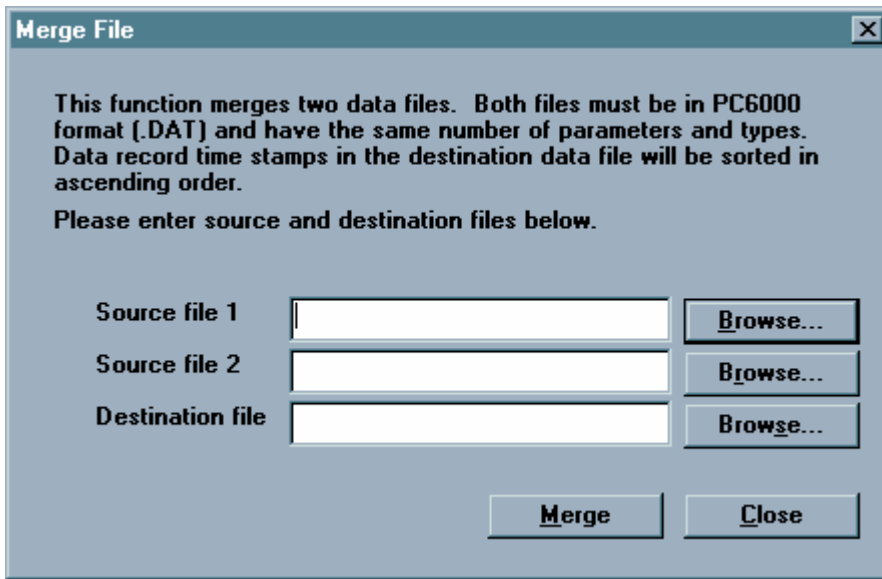 Merge File
This function merges two data files.  Both files must be in PC6000
format (.DAT) and have the same number of parameters and types.
Data record time stamps in the destination data file will be sorted in
ascending order.
Please enter source and destination files below.
Source file 1
Browse...
Source file 2
Browse...
Destination file
Browse...
Merge
Close